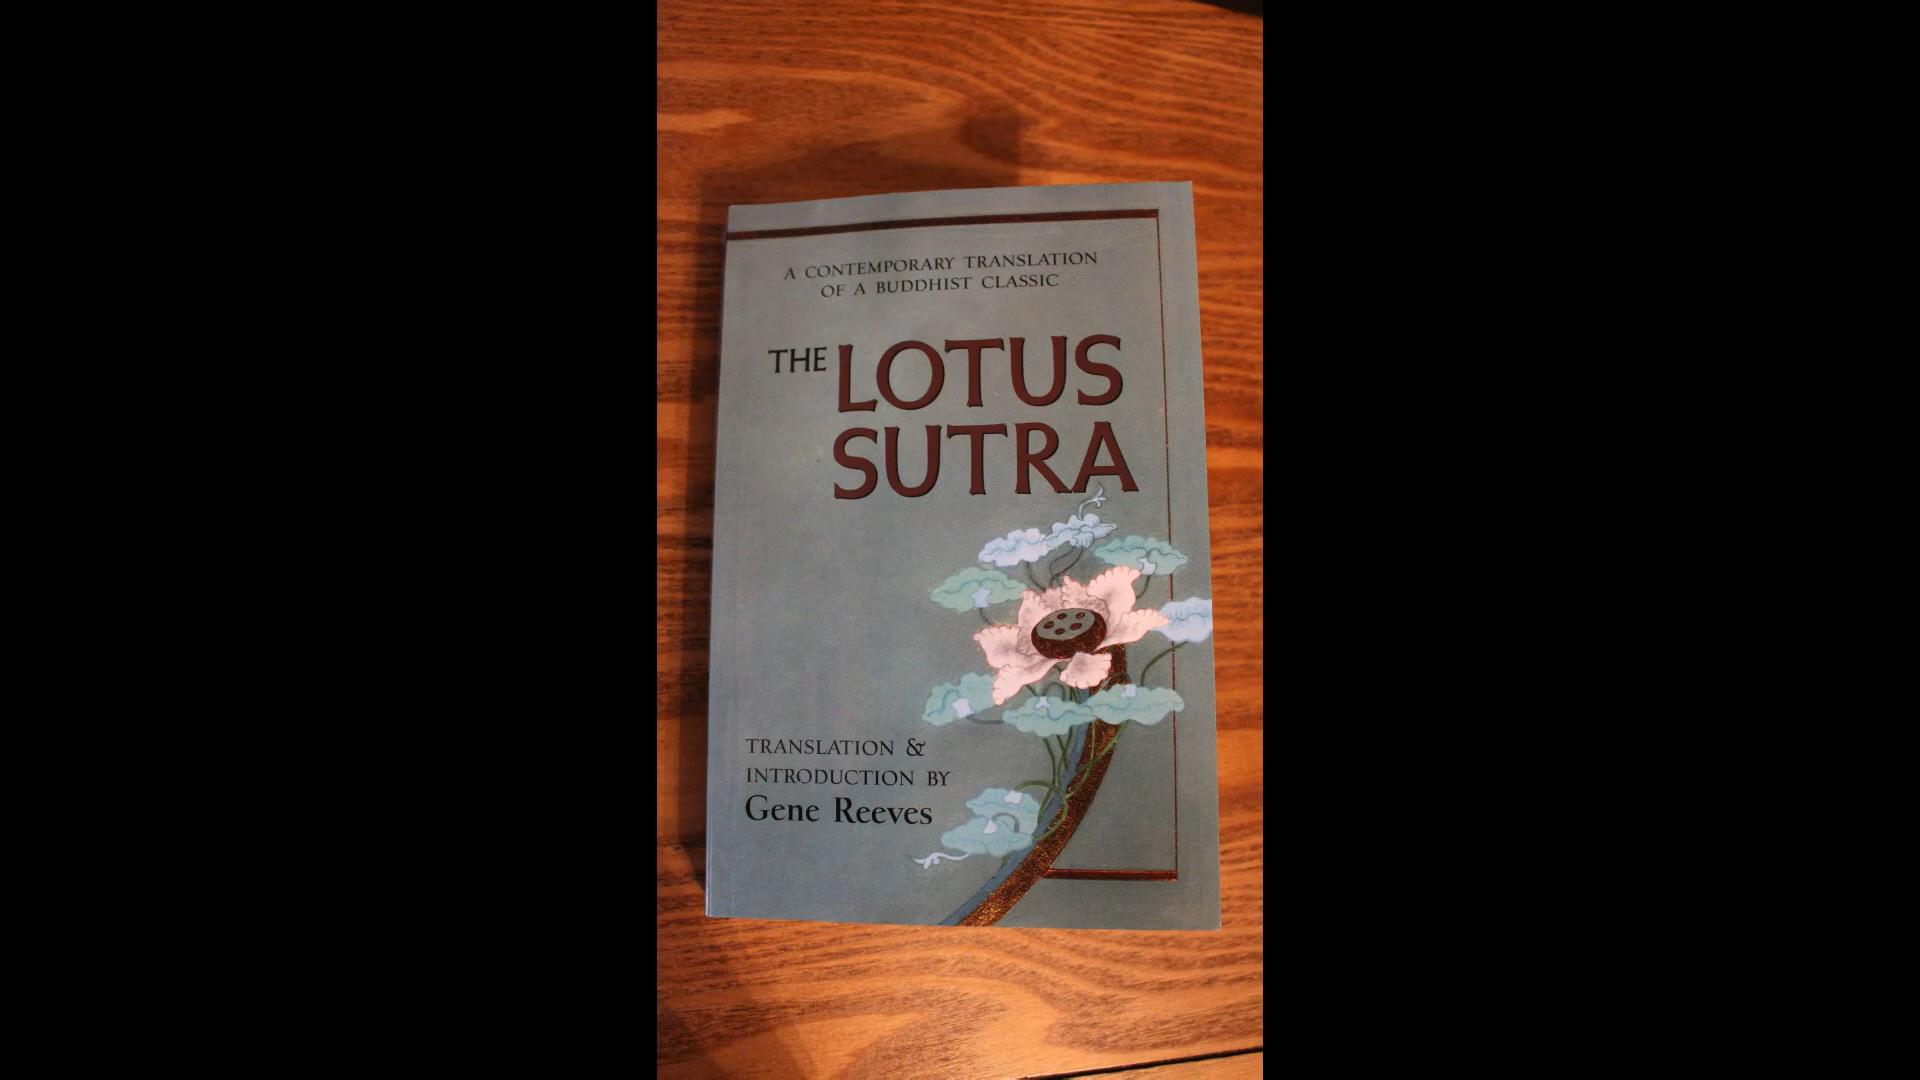 A CONTEMPORARY TRANSLATION
OF A BUDDHIST CLASSIC
THE LOTUS
SUTRA
TRANSLATION &
INTRODUCTION BY
Gene Reeves